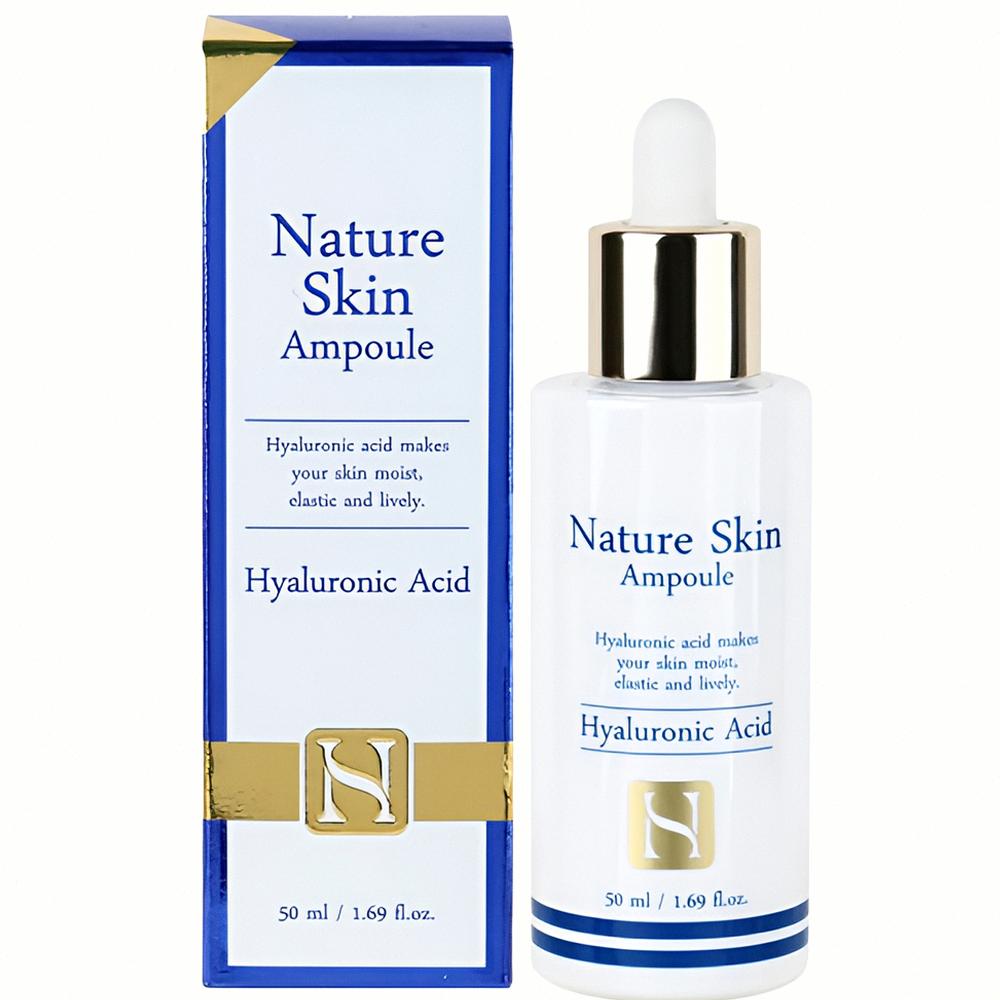 Nature
Skin
Ampoule
Hyaluronic acid makes
your skin moist,
elastic and lively.
Hyaluronic Acid
N
50 ml / 1.69 fl.oz.
Nature Skin
Ampoule
Hyaluronic acid makes
your skin moist,
elastic and lively.
Hyaluronic Acid
N
50 ml / 1.69 fl.oz.